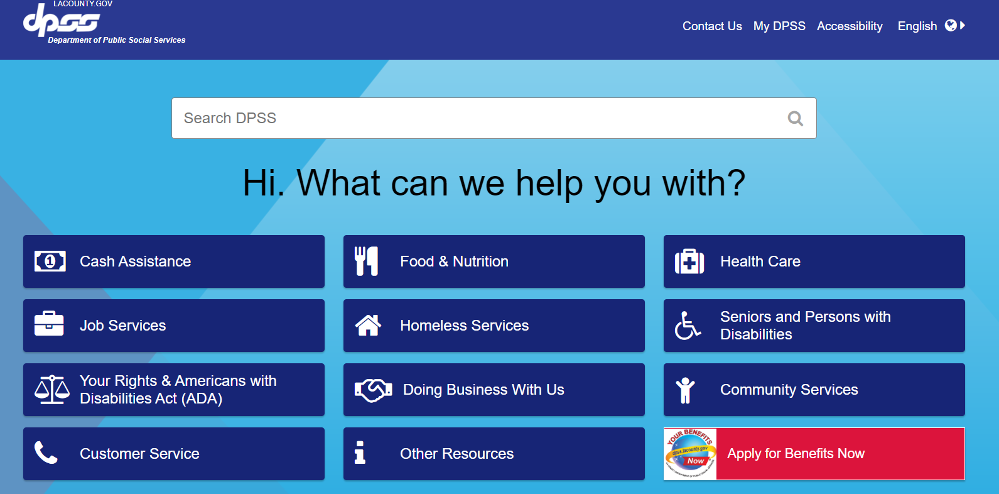 LACOUNTY.GOV
dpss
Department of Public Social Services
Contact Us
My DPSS
Accessibility
English
Search DPSS
Hi. What can we help you with?
1
Cash Assistance
Food & Nutrition
Health Care
Job Services
Homeless Services
Seniors and Persons with
Disabilities
Your Rights & Americans with
Disabilities Act (ADA)
Doing Business With Us
Community Services
Customer Service
Other Resources
YOUR BENEFITS
dpss.lacounty.gov
Now
Apply for Benefits Now